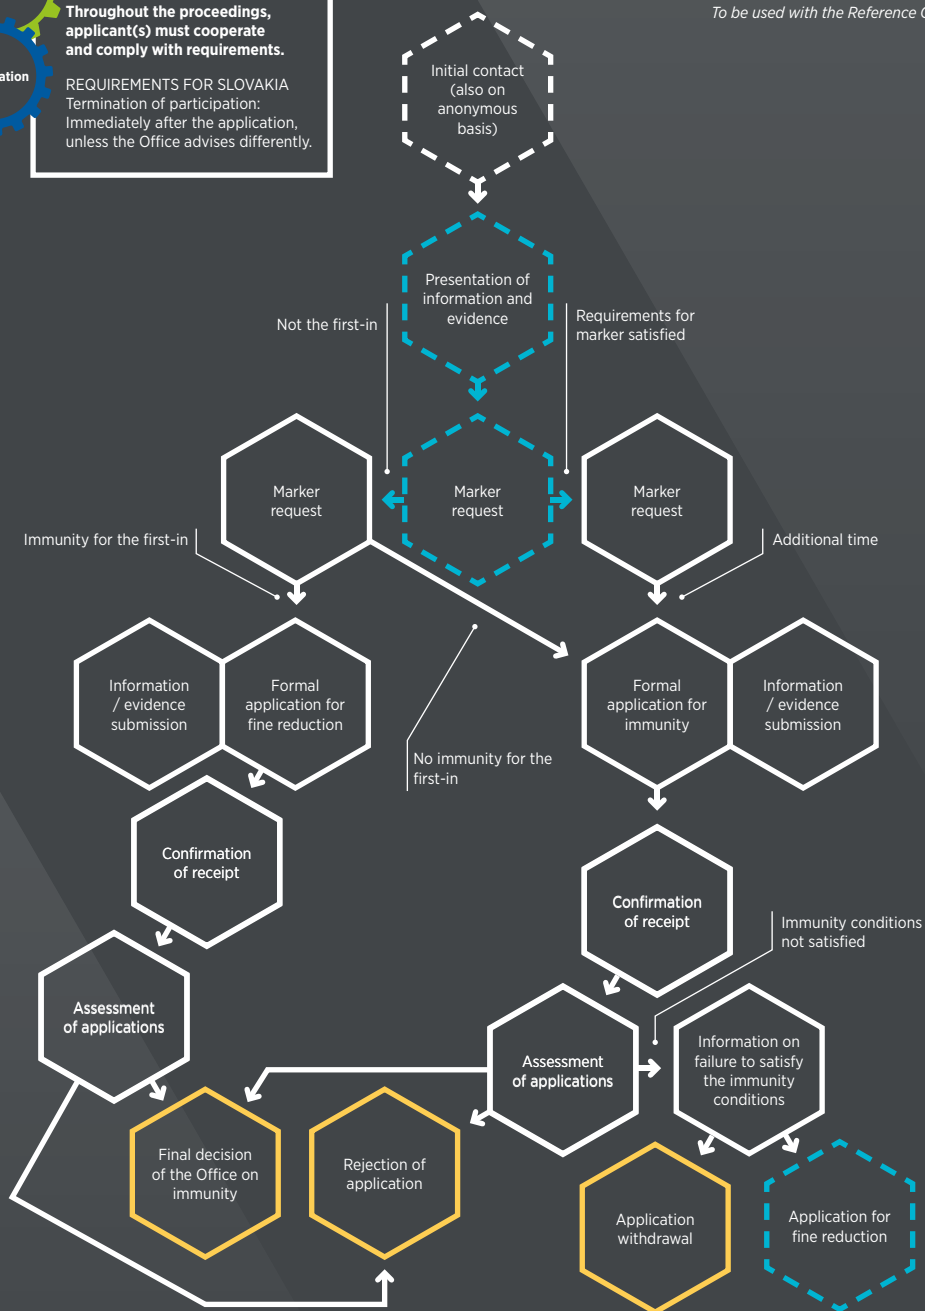 Throughout the proceedings,
applicant(s) must cooperate
and comply with requirements.
REQUIREMENTS FOR SLOVAKIA
Termination of participation:
Immediately after the application,
unless the Office advises differently.
To be used with the Reference
Initial contact
(also on
anonymous
basis)
Presentation of
information and
evidence
Not the first-in
Requirements for
marker satisfied
Marker
request
Marker
request
Marker
request
Immunity for the first-in
Additional time
Information
/ evidence
submission
Formal
application for
fine reduction
Formal
application for
immunity
Information
/ evidence
submission
No immunity for the
first-in
Confirmation
of receipt
Confirmation
of receipt
Immunity conditions
not satisfied
Assessment
of applications
Assessment
of applications
Information on
failure to satisfy
the immunity
conditions
Final decision
of the Office on
immunity
Rejection of
application
Application
withdrawal
Application for
fine reduction